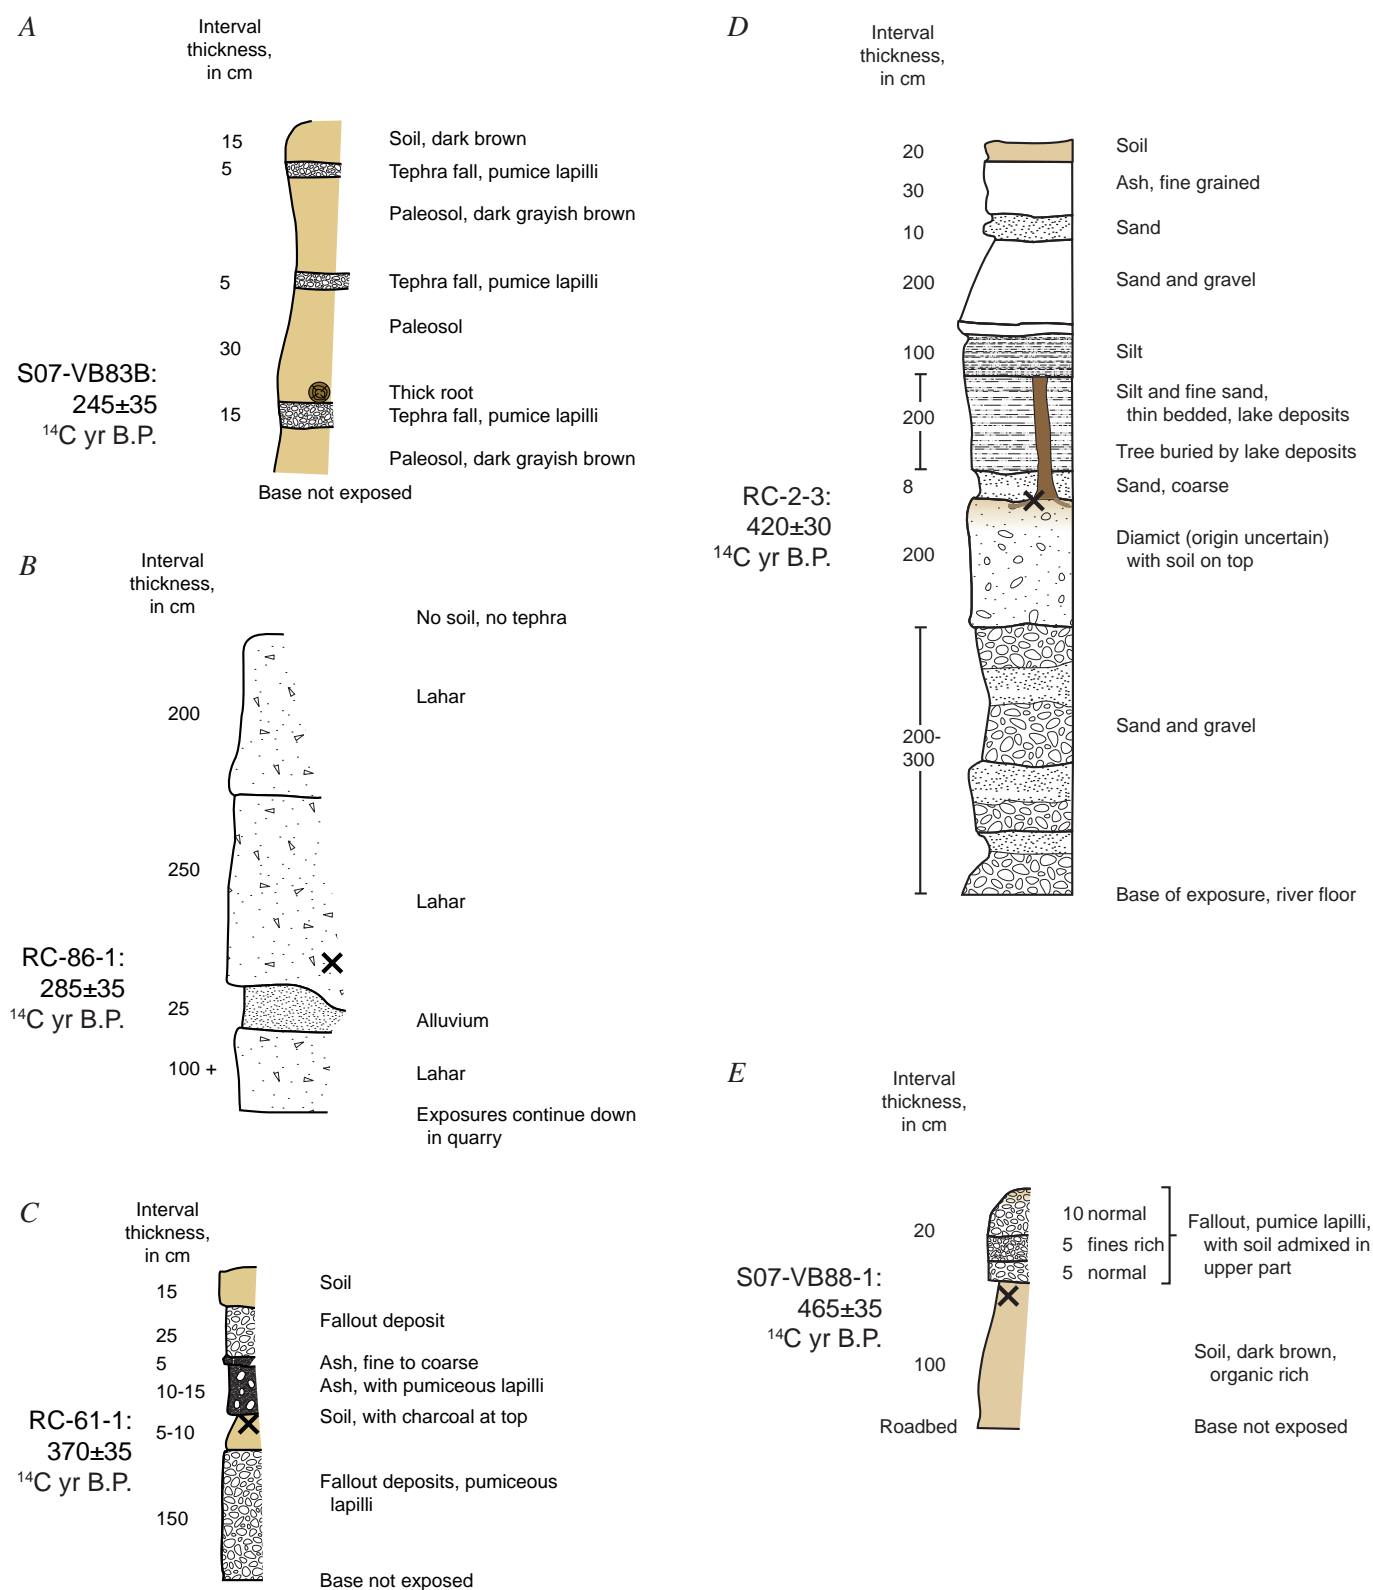 A
Interval
thickness,
in cm
15
Soil, dark brown
5
Tephra fall, pumice lapilli
Paleosol, dark grayish brown
5
Tephra fall, pumice lapilli
Paleosol
30
S07-VB83B:
245±35
14C yr B.P.
Thick root
15
Tephra fall, pumice lapilli
Paleosol, dark grayish brown
Base not exposed
B
Interval
thickness,
in cm
No soil, no tephra
200
Lahar
250
Lahar
RC-86-1:
285±35
14C yr B.P.
25
Alluvium
100 +
Lahar
Exposures continue down
in quarry
C
Interval
thickness,
in cm
15
Soil
25
Fallout deposit
5
Ash, fine to coarse
10-15
Ash, with pumiceous lapilli
RC-61-1:
370±35
14C yr B.P.
5-10
Soil, with charcoal at top
150
Fallout deposits, pumiceous
lapilli
Base not exposed
D
Interval
thickness,
in cm
20
Soil
30
Ash, fine grained
10
Sand
200
Sand and gravel
100
Silt
200
Silt and fine sand,
thin bedded, lake deposits
Tree buried by lake deposits
8
Sand, coarse
RC-2-3:
420±30
14C yr B.P.
200
Diamict (origin uncertain)
with soil on top
200-
300
Sand and gravel
Base of exposure, river floor
E
Interval
thickness,
in cm
20
10 normal
5 fines rich
5 normal
Fallout, pumice lapilli,
with soil admixed in
upper part
S07-VB88-1:
465±35
14C yr B.P.
100
Soil, dark brown,
organic rich
Roadbed
Base not exposed